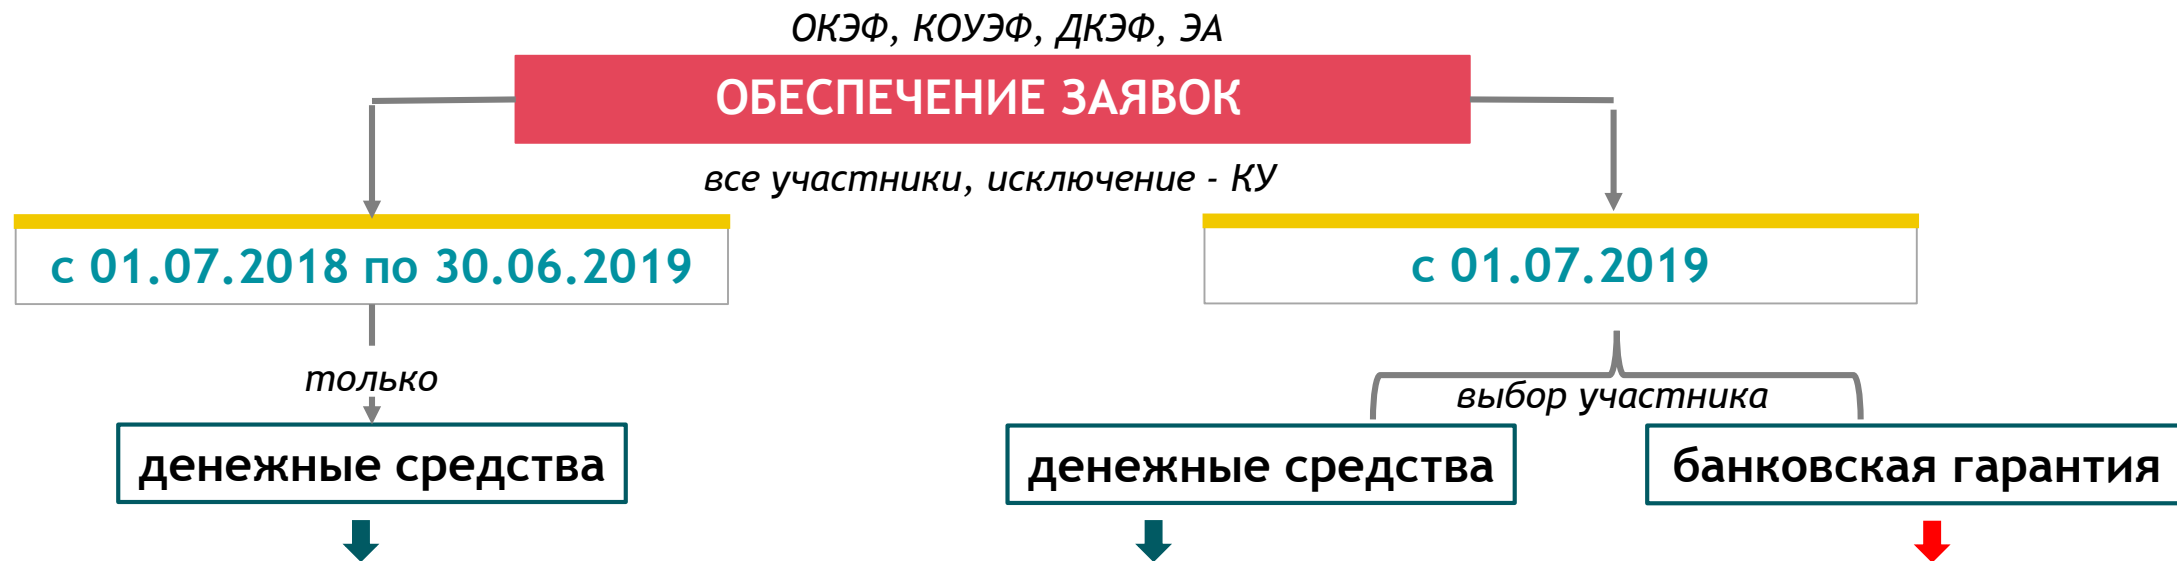 ОКЭФ, КОУЭФ, ДКЭФ, ЭА
ОБЕСПЕЧЕНИЕ ЗАЯВОК
все участники, исключение - КУ
с 01.07.2018 по 30.06.2019
с 01.07.2019
только
выбор участника
денежные средства
денежные средства
банковская гарантия